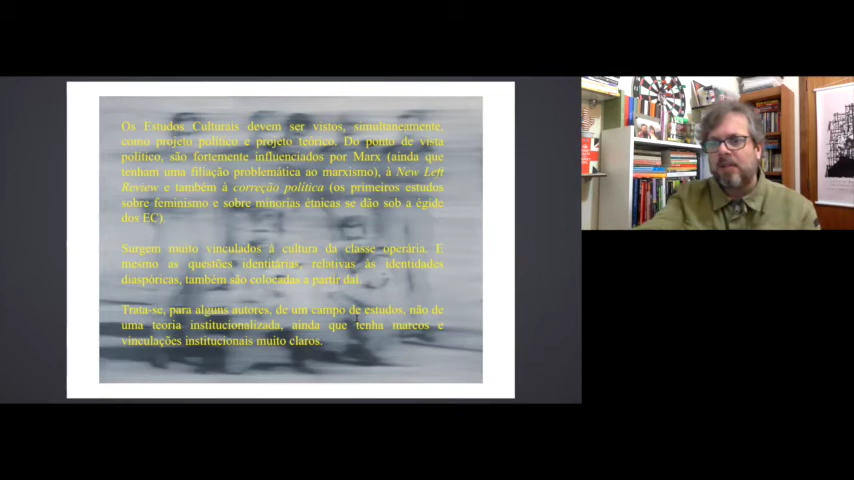 Os Estudos Culturais devem ser vistos, simultaneamente,
como projeto político e projeto teórico. Do ponto de vista
político, são fortemente influenciados por Marx (ainda que
tenham uma filiação problemática ao marxismo), à New Left
Review e também à correção política (os primeiros estudos
sobre feminismo e sobre minorias étnicas se dão sob a égide
dos EC).
Surgem muito vinculados à cultura da classe operária. E
mesmo as questões identitárias, relativas às identidades
diaspóricas, também são colocadas a partir daí.
Trata-se, para alguns autores, de um campo de estudos, não de
uma teoria institucionalizada, ainda que tenha marcos e
vinculações institucionais muito claros.